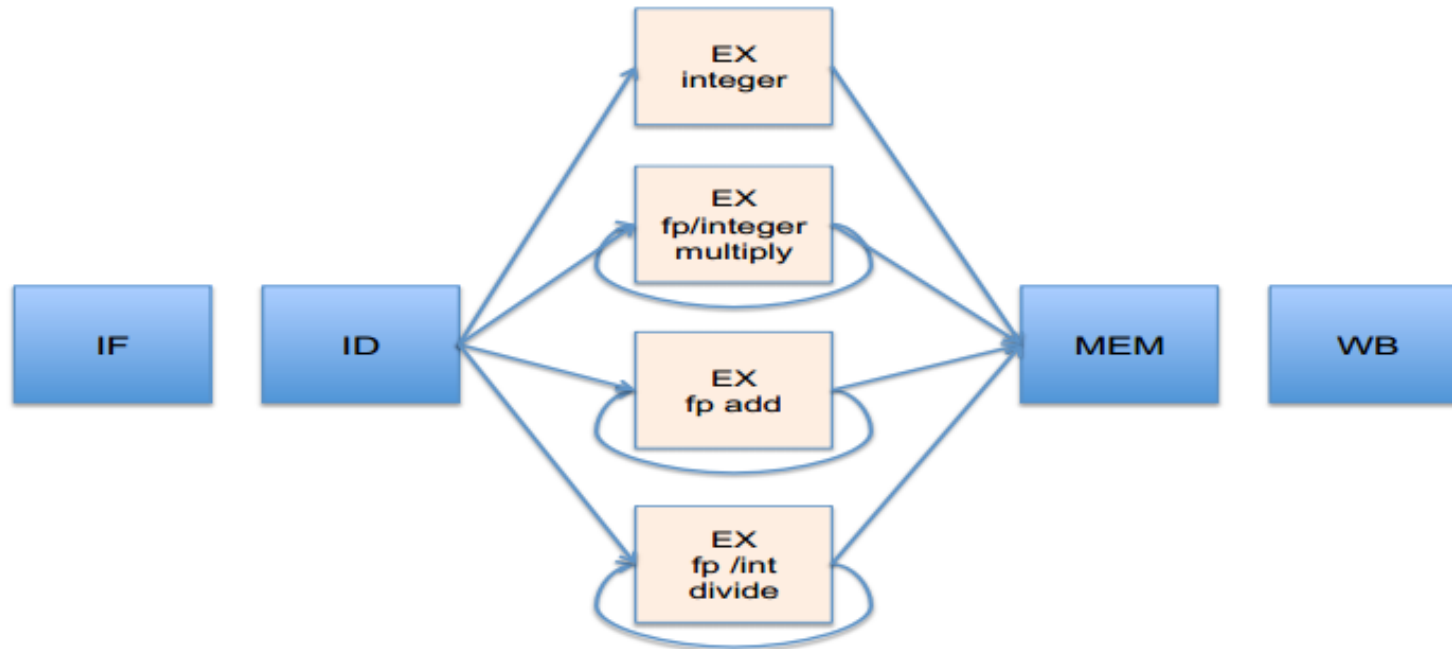 IF
ID
EX
integer
EX
fp/integer
multiply
EX
fp add
EX
fp /int
divide
MEM
WB